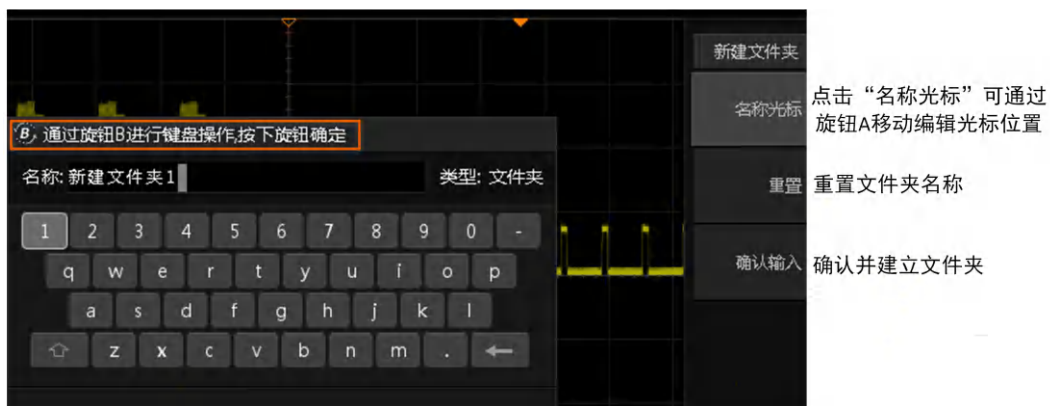 新建文件夹
名称光标
点击“名称光标”可通过
旋钮A移动编辑光标位置
B 通过旋钮B进行键盘操作,按下旋钮确定
名称: 新建文件夹1 类型: 文件夹
重置 重置文件夹名称
1 2 3 4 5 6 7 8 9 0 -
q w e r t y u i o p
确认输入 确认并建立文件夹
a s d f g h j k l
z x c v b n m .